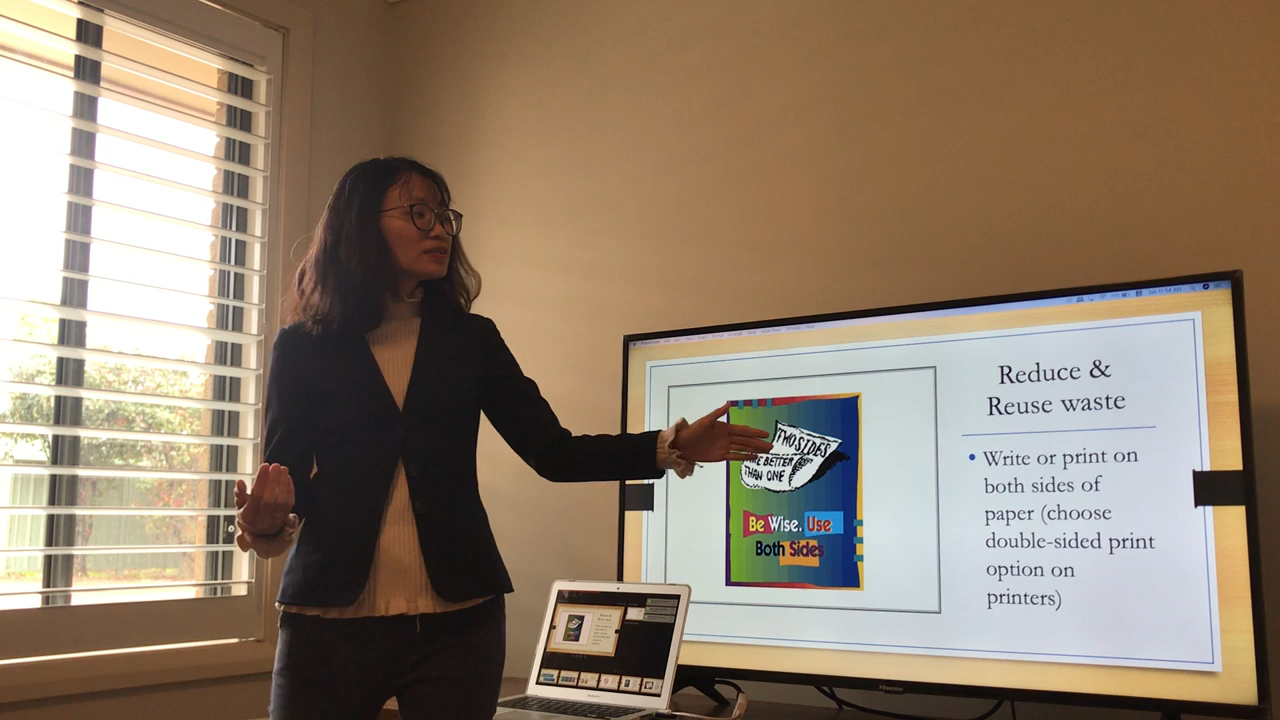 TWO SIDES
ARE BETTER
THAN ONE
Be Wise. Use
Both Sides
Reduce &
Reuse waste
• Write or print on
both sides of
paper (choose
double-sided print
option on
printers)
Hisense